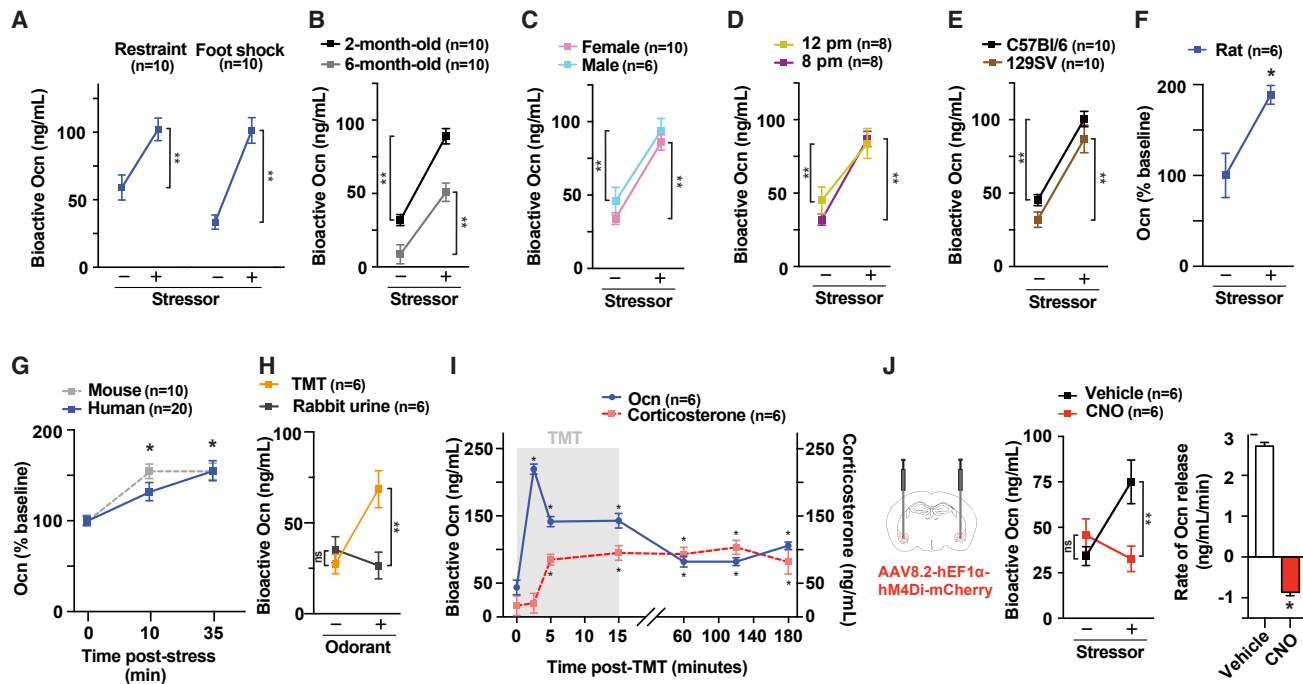 A
Restraint Foot shock
(n=10) (n=10)
Bioactive Ocn (ng/mL)
100
50
0
**
**
− + − +
Stressor
B
2-month-old (n=10)
6-month-old (n=10)
Bioactive Ocn (ng/mL)
100
50
0
**
**
− +
Stressor
C
Female (n=10)
Male (n=6)
Bioactive Ocn (ng/mL)
100
50
0
**
**
− +
Stressor
D
12 pm (n=8)
8 pm (n=8)
Bioactive Ocn (ng/mL)
100
50
0
**
**
− +
Stressor
E
C57Bl/6 (n=10)
129SV (n=10)
Bioactive Ocn (ng/mL)
100
50
0
**
**
− +
Stressor
F
Rat (n=6)
Ocn (% baseline)
200
100
0
*
− +
Stressor
G
Mouse (n=10)
Human (n=20)
Ocn (% baseline)
200
100
0
* *
0 10 35
Time post-stress
(min)
H
TMT (n=6)
Rabbit urine (n=6)
Bioactive Ocn (ng/mL)
100
50
0
ns
**
− +
Odorant
I
Ocn (n=6)
Corticosterone (n=6)
TMT
Bioactive Ocn (ng/mL)
250
200
150
100
50
0
* * * * * *
* * * * *
250
200
150
100
50
0
Corticosterone (ng/mL)
0 5 15 60 100 140 180
Time post-TMT (minutes)
J
AAV8.2-hEF1α-
hM4Di-mCherry
Vehicle (n=6)
CNO (n=6)
Bioactive Ocn (ng/mL)
100
75
50
25
0
ns
**
− +
Stressor
Rate of Ocn release
(ng/mL/min)
3
2
0
-1
*
Vehicle
CNO